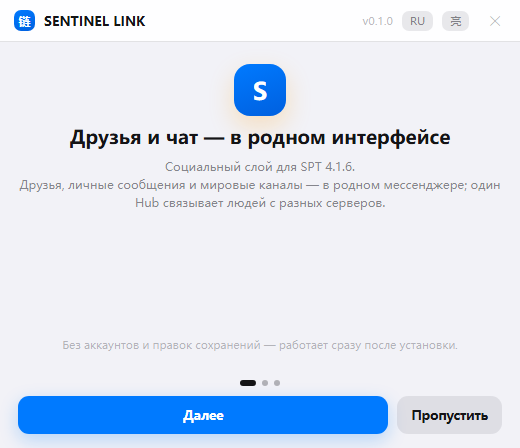 链 SENTINEL LINK v0.1.0 RU 亮
S
Друзья и чат — в родном интерфейсе
Социальный слой для SPT 4.1.6.
Друзья, личные сообщения и мировые каналы — в родном мессенджере; один
Hub связывает людей с разных серверов.
Без аккаунтов и правок сохранений — работает сразу после установки.
Далее Пропустить